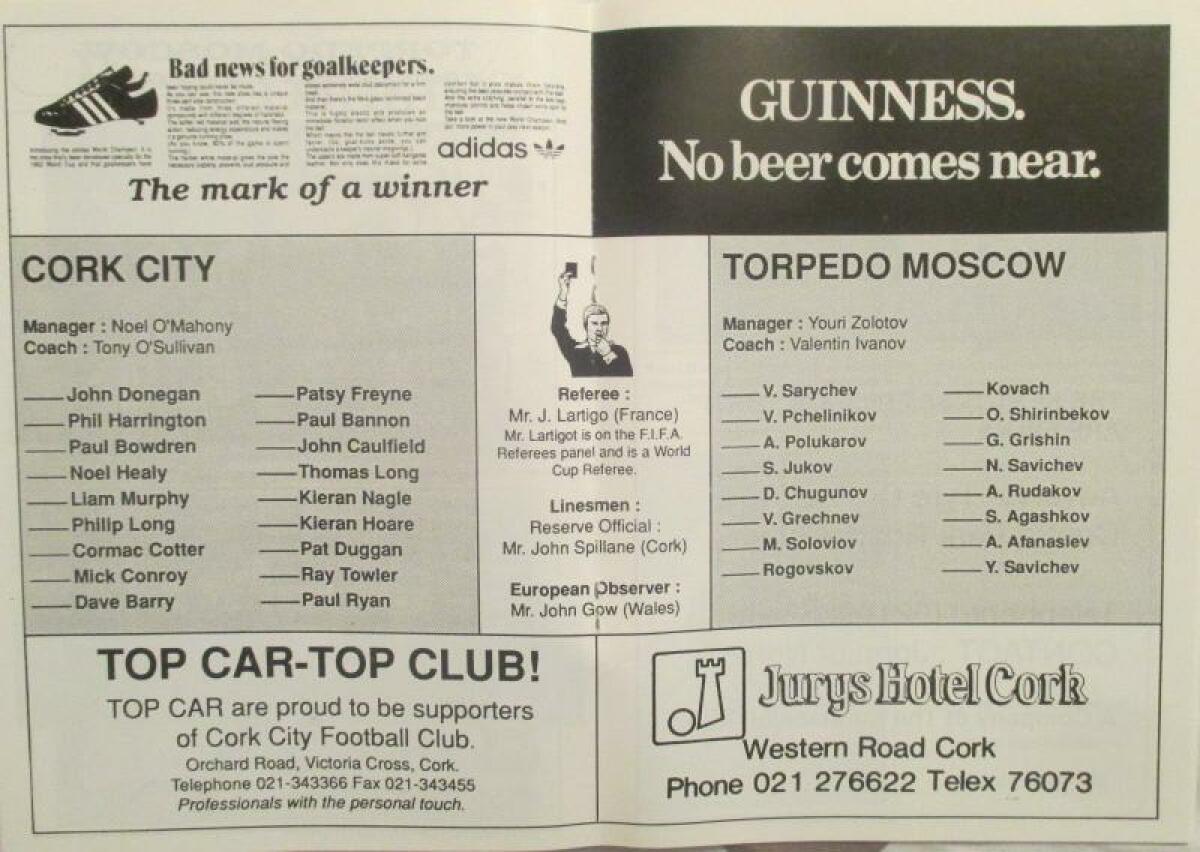 Bad news for goalkeepers.
adidas
The mark of a winner
GUINNESS.
No beer comes near.
CORK CITY
Manager : Noel O'Mahony
Coach : Tony O'Sullivan
John Donegan
Phil Harrington
Paul Bowdren
Noel Healy
Liam Murphy
Philip Long
Cormac Cotter
Mick Conroy
Dave Barry
Patsy Freyne
Paul Bannon
John Caulfield
Thomas Long
Kieran Nagle
Kieran Hoare
Pat Duggan
Ray Towler
Paul Ryan
Referee :
Mr. J. Lartigo (France)
Mr. Lartigot is on the F.I.F.A.
Referees panel and is a World
Cup Referee.
Linesmen :
Reserve Official :
Mr. John Spillane (Cork)
European Observer :
Mr. John Gow (Wales)
TORPEDO MOSCOW
Manager : Youri Zolotov
Coach : Valentin Ivanov
V. Sarychev
V. Pchelinikov
A. Polukarov
S. Jukov
D. Chugunov
V. Grechnev
M. Soloviov
Rogovskov
Kovach
O. Shirinbekov
G. Grishin
N. Savichev
A. Rudakov
S. Agashkov
A. Afanasiev
Y. Savichev
TOP CAR-TOP CLUB!
TOP CAR are proud to be supporters
of Cork City Football Club.
Orchard Road, Victoria Cross, Cork.
Telephone 021-343366 Fax 021-343455
Professionals with the personal touch.
Jurys Hotel Cork
Western Road Cork
Phone 021 276622 Telex 76073